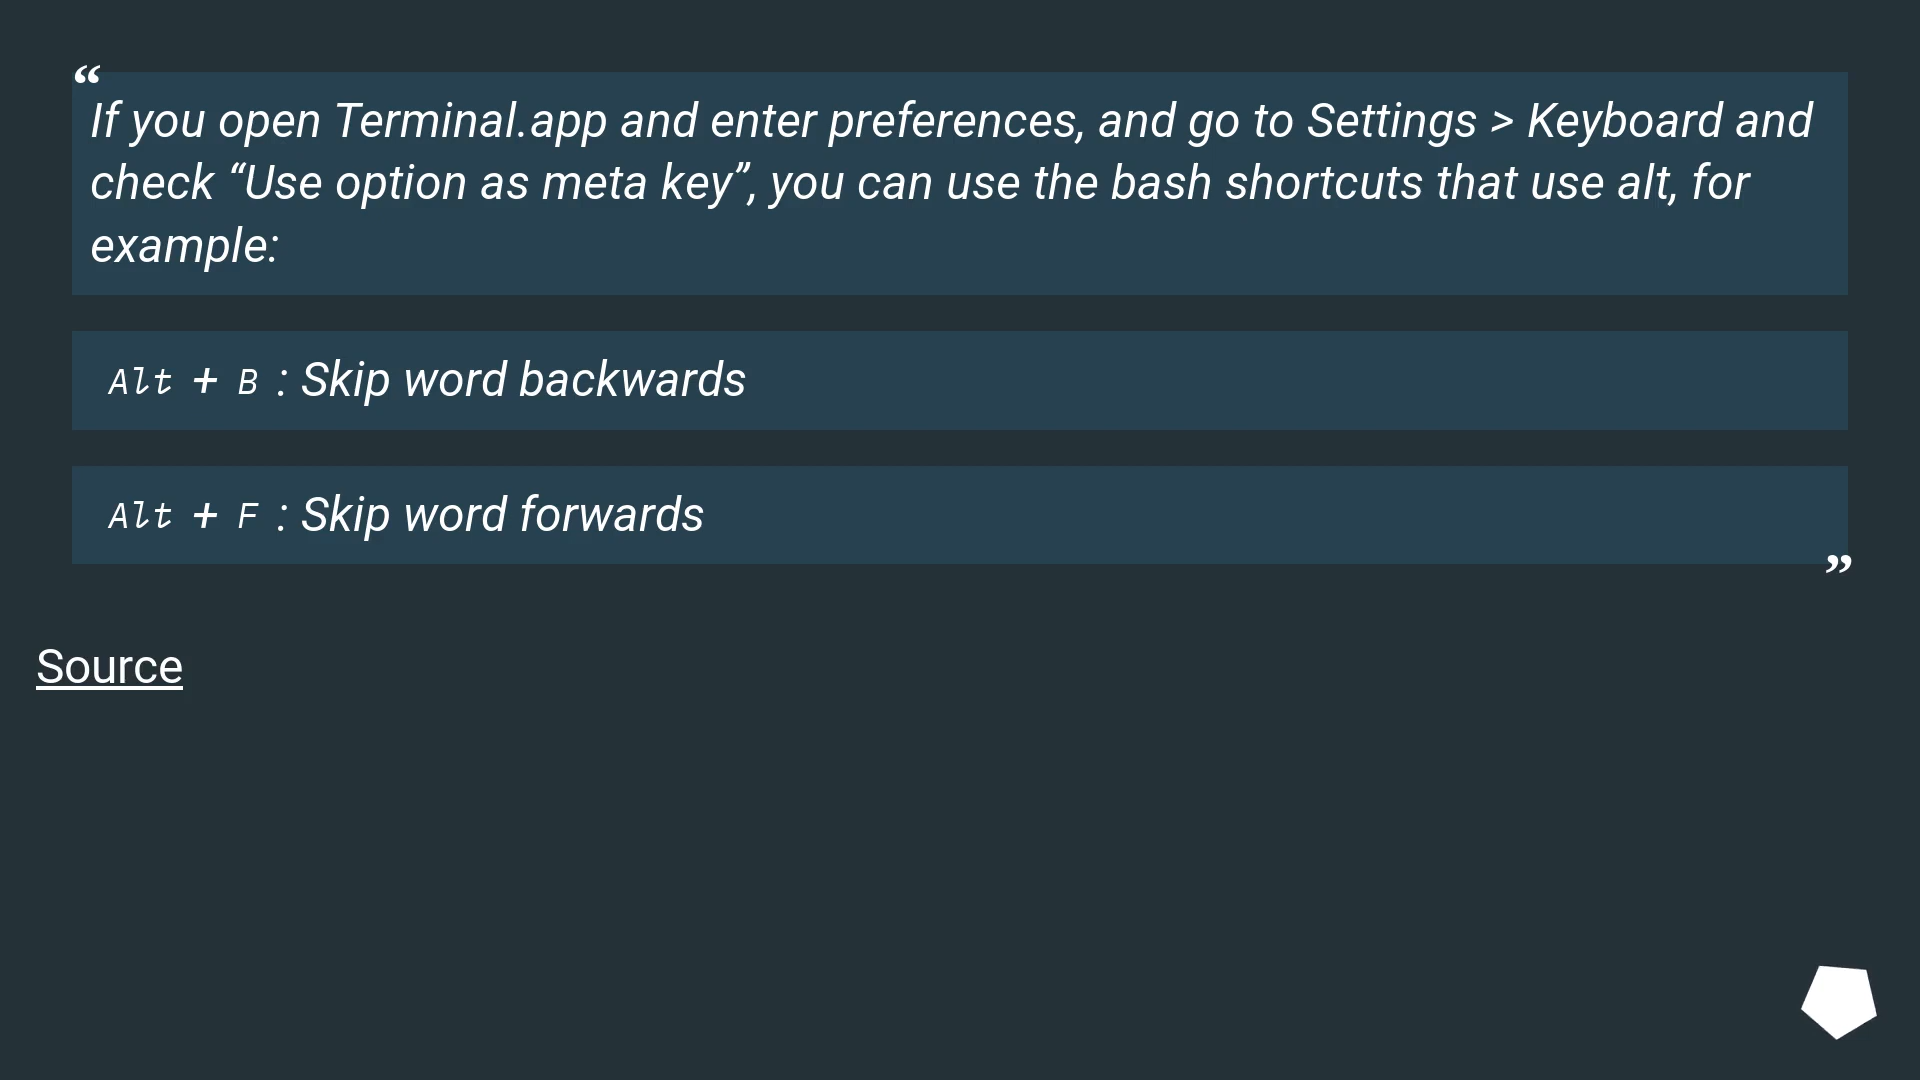 “
If you open Terminal.app and enter preferences, and go to Settings > Keyboard and
check “Use option as meta key”, you can use the bash shortcuts that use alt, for
example:
Alt + B : Skip word backwards
Alt + F : Skip word forwards
”
Source